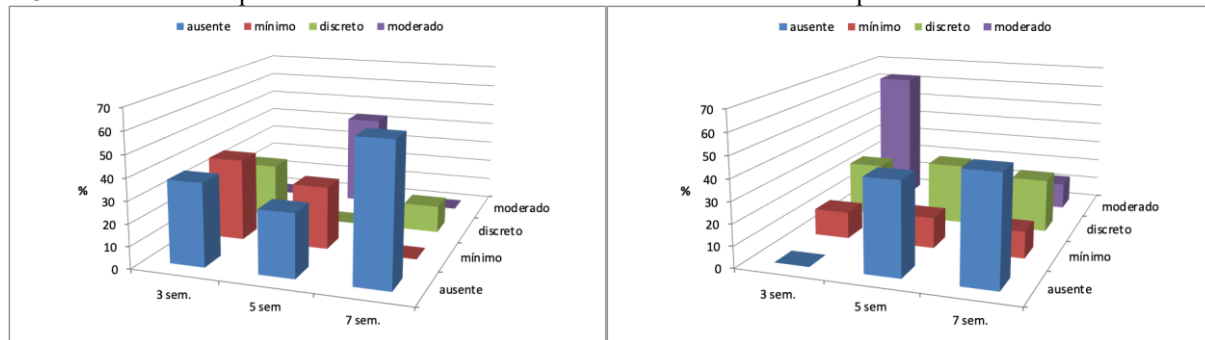 ausente mínimo discreto moderado
70
60
50
40
30
20
10
0
%
3 sem.
5 sem
7 sem.
moderado
discreto
mínimo
ausente
ausente mínimo discreto moderado
70
60
50
40
30
20
10
0
%
3 sem.
5 sem.
7 sem.
moderado
discreto
mínimo
ausente